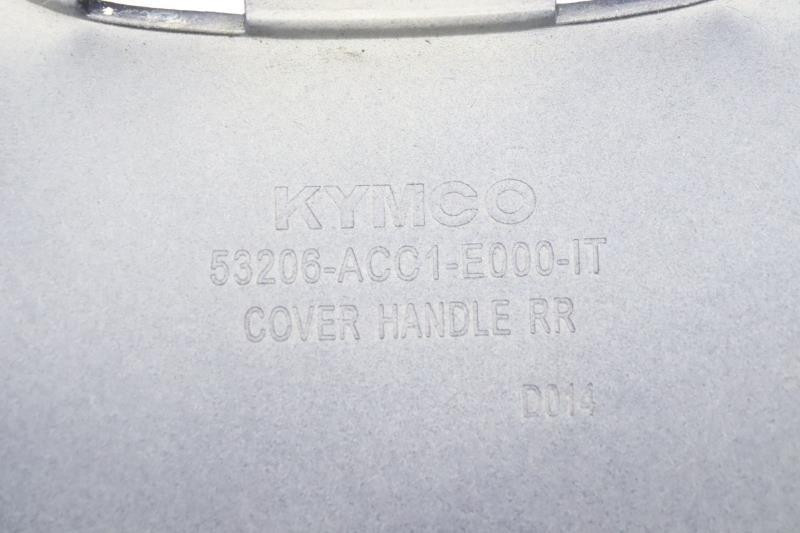 KYMCO
53206-ACC1-E000-IT
COVER HANDLE RR
D014